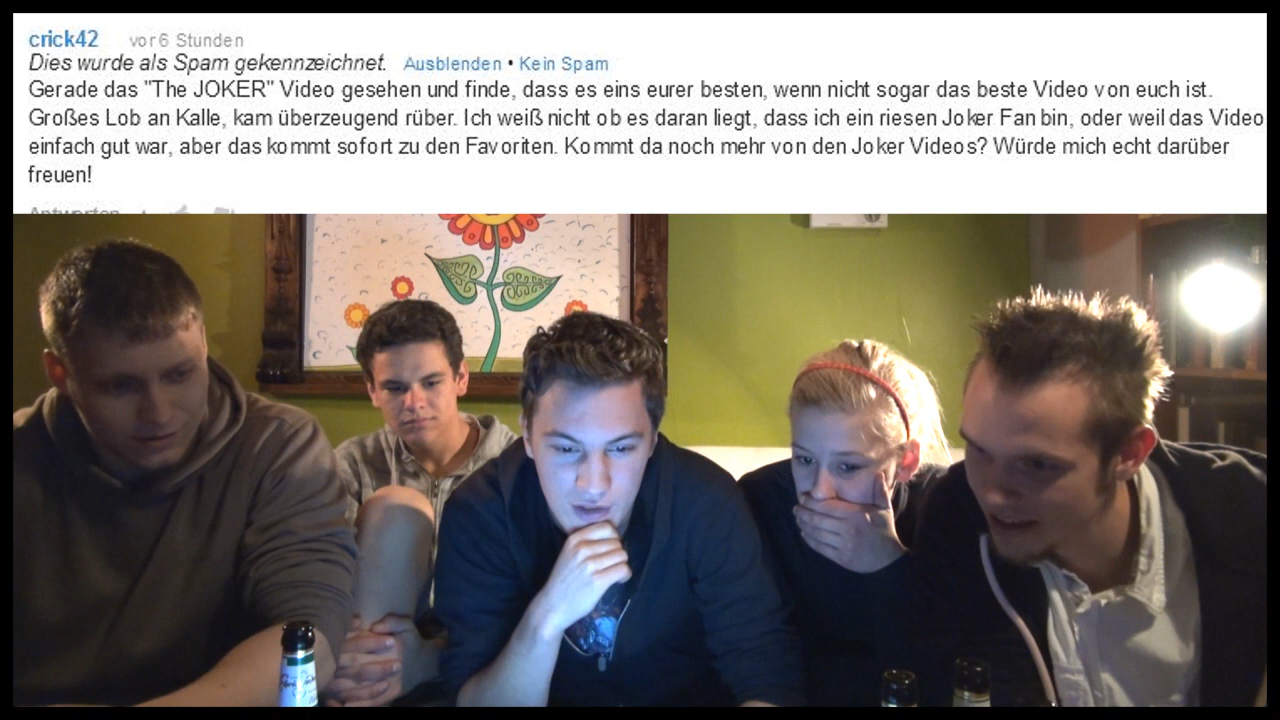 crick42 vor 6 Stunden
Dies wurde als Spam gekennzeichnet. Ausblenden • Kein Spam
Gerade das "The JOKER" Video gesehen und finde, dass es eins eurer besten, wenn nicht sogar das beste Video von euch ist.
Großes Lob an Kalle, kam überzeugend rüber. Ich weiß nicht ob es daran liegt, dass ich ein riesen Joker Fan bin, oder weil das Video
einfach gut war, aber das kommt sofort zu den Favoriten. Kommt da noch mehr von den Joker Videos? Würde mich echt darüber
freuen!
Antworten